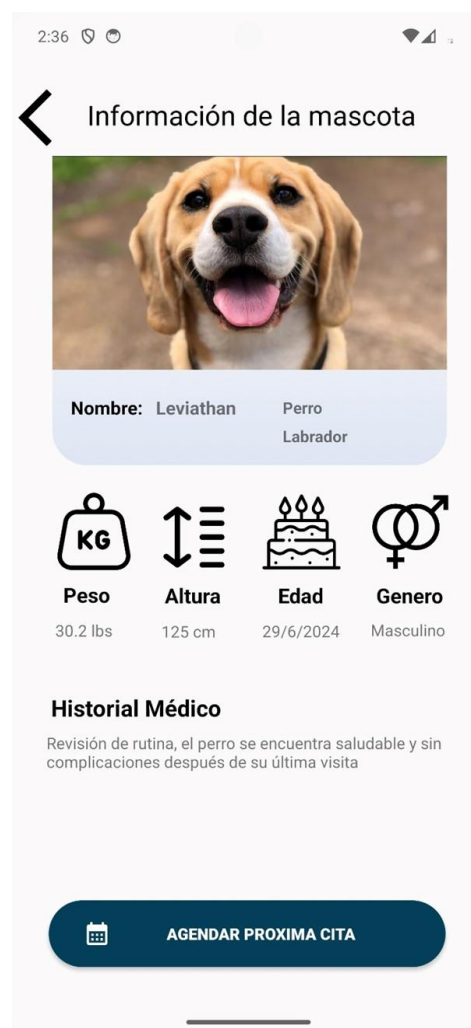 2:36
Información de la mascota
Nombre: Leviathan Perro
Labrador
KG
Peso Altura Edad Genero
30.2 lbs 125 cm 29/6/2024 Masculino
Historial Médico
Revisión de rutina, el perro se encuentra saludable y sin
complicaciones después de su última visita
AGENDAR PROXIMA CITA